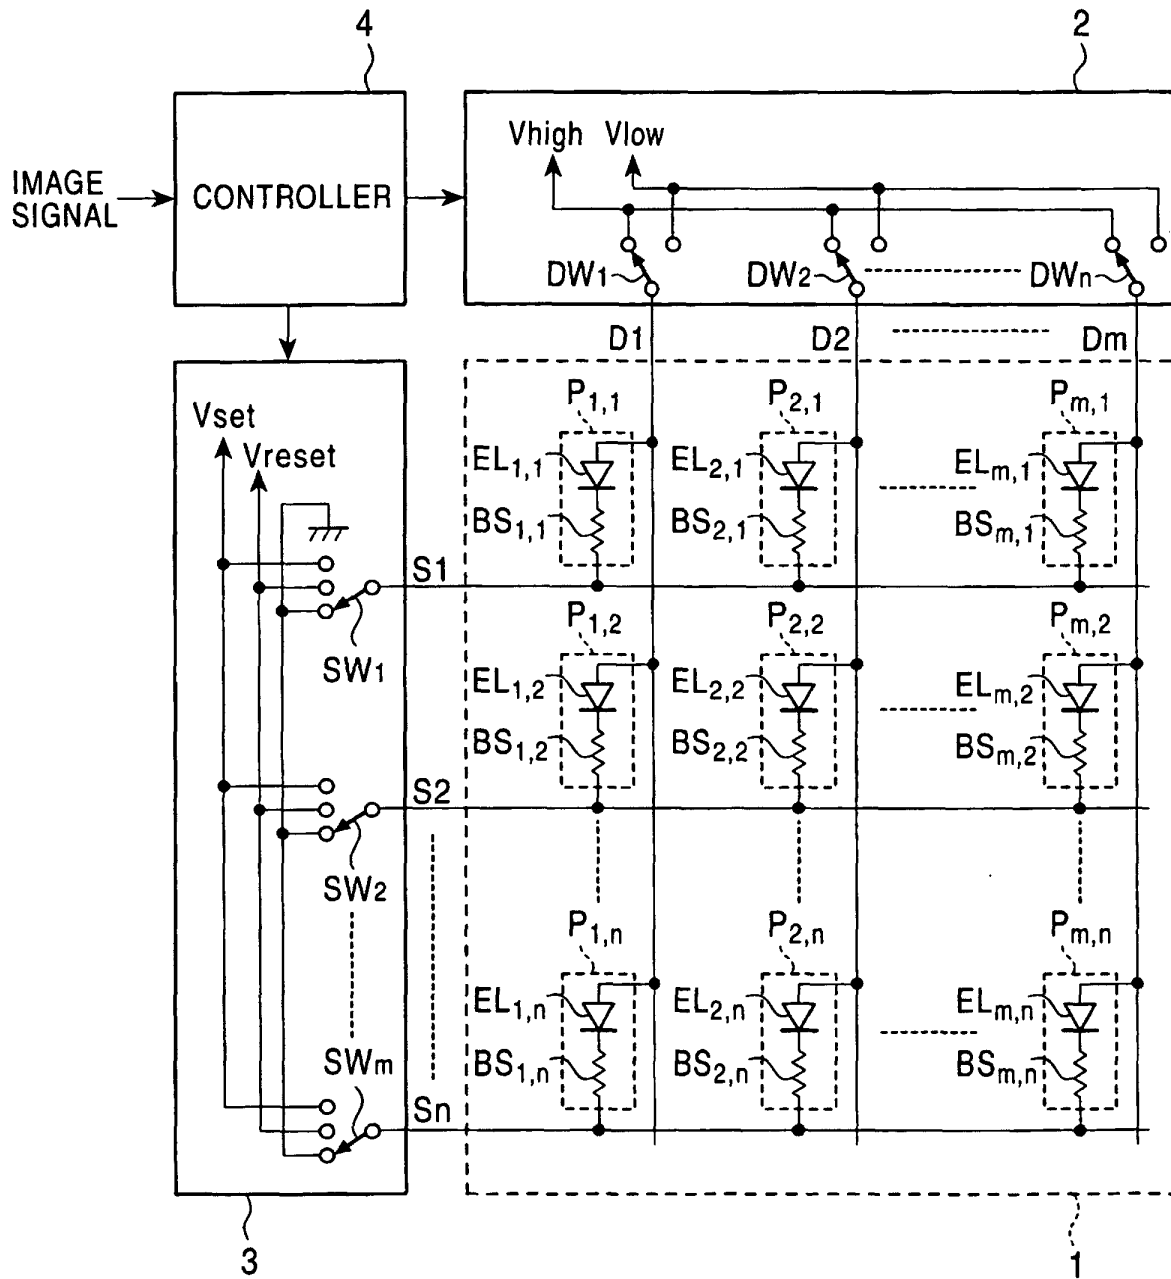 4
2
IMAGE
SIGNAL
CONTROLLER
Vhigh Vlow
DW1 DW2 DWn
D1 D2 Dm
Vset
Vreset
P1,1 P2,1 Pm,1
EL1,1 EL2,1 ELm,1
BS1,1 BS2,1 BSm,1
S1
SW1
P1,2 P2,2 Pm,2
EL1,2 EL2,2 ELm,2
BS1,2 BS2,2 BSm,2
S2
SW2
P1,n P2,n Pm,n
EL1,n EL2,n ELm,n
BS1,n BS2,n BSm,n
SWm
Sn
3
1